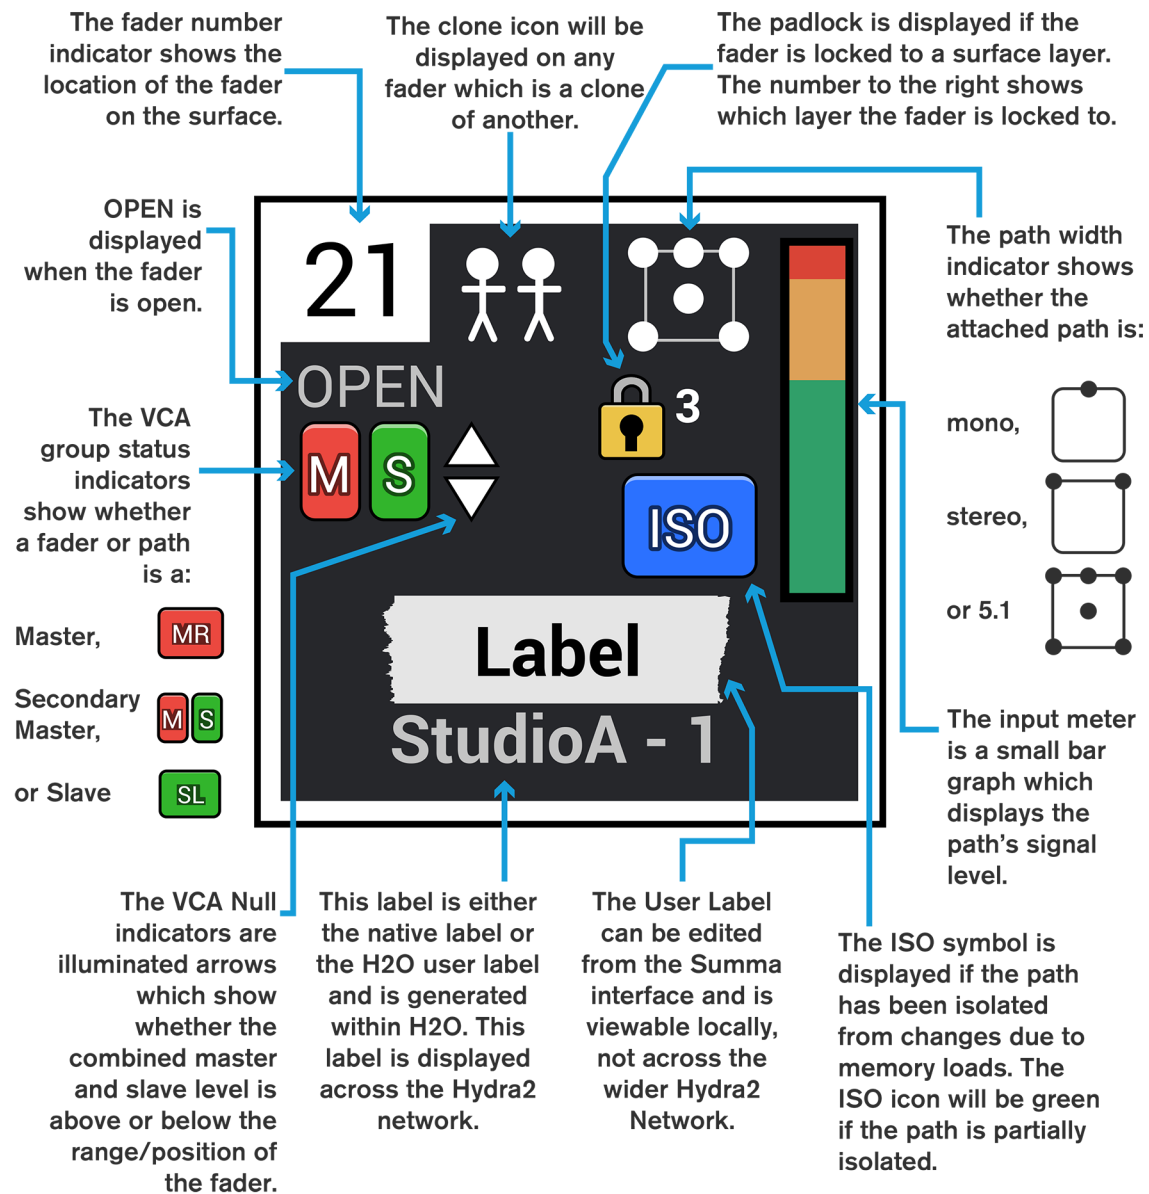 The fader number
indicator shows the
location of the fader
on the surface.
The clone icon will be
displayed on any
fader which is a clone
of another.
The padlock is displayed if the
fader is locked to a surface layer.
The number to the right shows
which layer the fader is locked to.
OPEN is
displayed
when the fader
is open.
The path width
indicator shows
whether the
attached path is:
mono,
stereo,
or 5.1
21
OPEN
3
M
S
ISO
Label
StudioA - 1
The VCA
group status
indicators
show whether
a fader or path
is a:
Master,
MR
Secondary
Master,
M
S
or Slave
SL
The input meter
is a small bar
graph which
displays the
path’s signal
level.
The VCA Null
indicators are
illuminated arrows
which show
whether the
combined master
and slave level is
above or below the
range/position of
the fader.
This label is either
the native label or
the H2O user label
and is generated
within H2O. This
label is displayed
across the Hydra2
network.
The User Label
can be edited
from the Summa
interface and is
viewable locally,
not across the
wider Hydra2
Network.
The ISO symbol is
displayed if the path
has been isolated
from changes due to
memory loads. The
ISO icon will be green
if the path is partially
isolated.